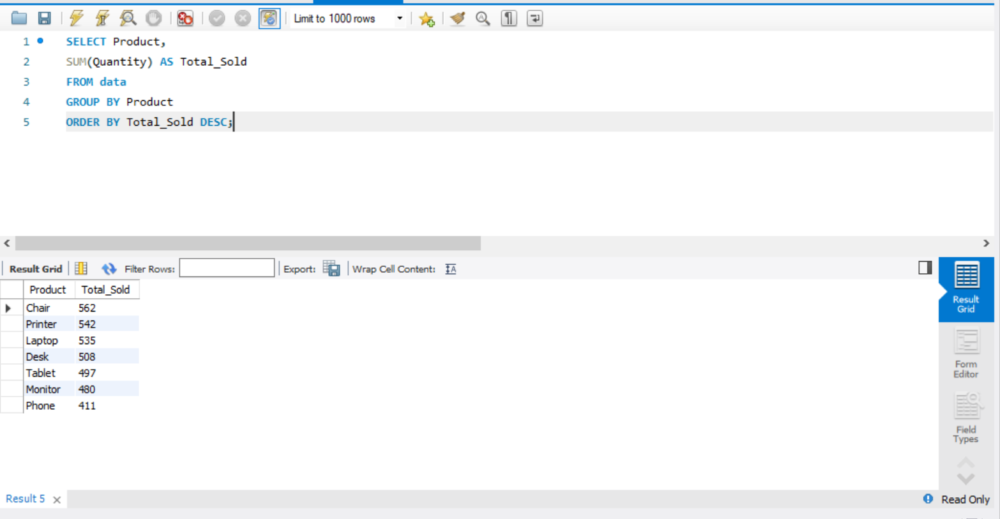 Limit to 1000 rows
1 SELECT Product,
2 SUM(Quantity) AS Total_Sold
3 FROM data
4 GROUP BY Product
5 ORDER BY Total_Sold DESC;
Result Grid Filter Rows: Export: Wrap Cell Content:
Product Total_Sold
Chair 562
Printer 542
Laptop 535
Desk 508
Tablet 497
Monitor 480
Phone 411
Result
Grid
Form
Editor
Field
Types
Result 5
Read Only